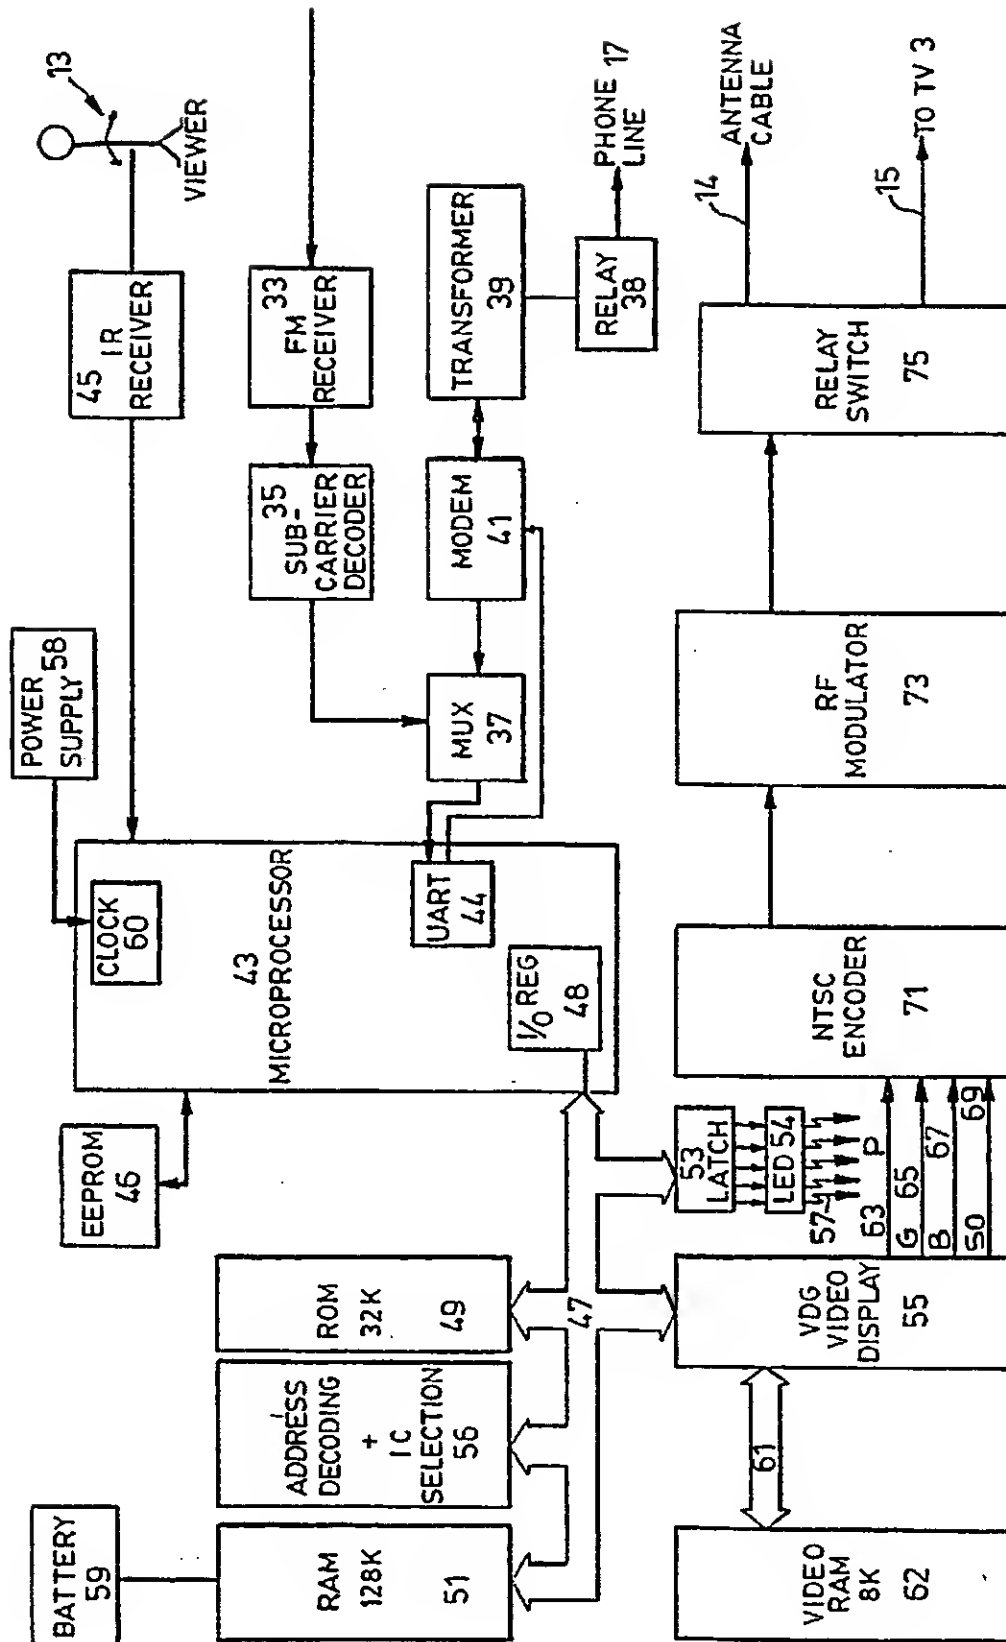 BATTERY
59
RAM
128K
51
ADDRESS
DECODING
+
IC
SELECTION
56
ROM
32K
49
EEPROM
46
47
POWER
SUPPLY 58
CLOCK
60
43
MICROPROCESSOR
UART
44
I/O REG
48
45 IR
RECEIVER
13
VIEWER
33
FM
RECEIVER
35
SUB-
CARRIER
DECODER
MUX
37
MODEM
41
TRANSFORMER
39
RELAY
38
PHONE 17
LINE
VIDEO
RAM
8K
62
61
VDG
VIDEO
DISPLAY
55
53
LATCH
LED 54
57
63 P
G 65
B 67
SO 69
NTSC
ENCODER
71
RF
MODULATOR
73
RELAY
SWITCH
75
14
ANTENNA
CABLE
15
TO TV 3